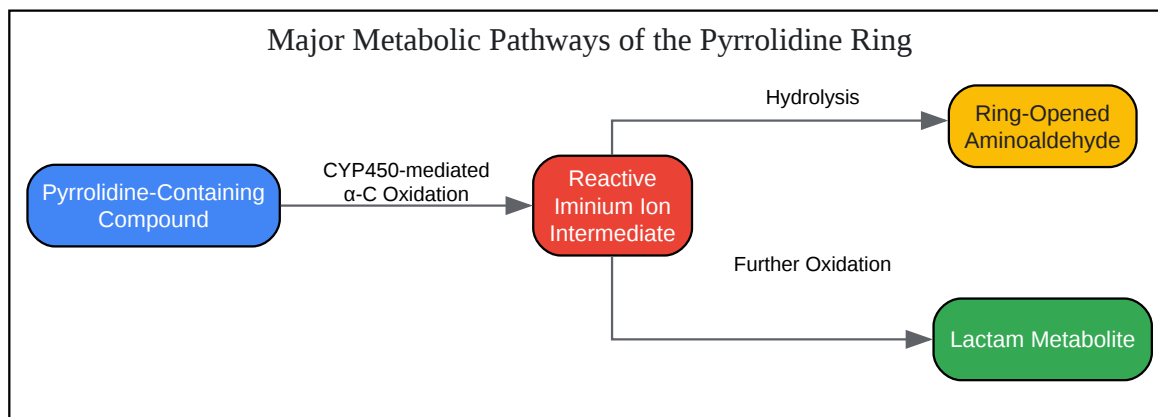 Major Metabolic Pathways of the Pyrrolidine Ring
Hydrolysis
Ring-Opened
Aminoaldehyde
CYP450-mediated
α-C Oxidation
Pyrrolidine-Containing
Compound
Reactive
Iminium Ion
Intermediate
Further Oxidation
Lactam Metabolite